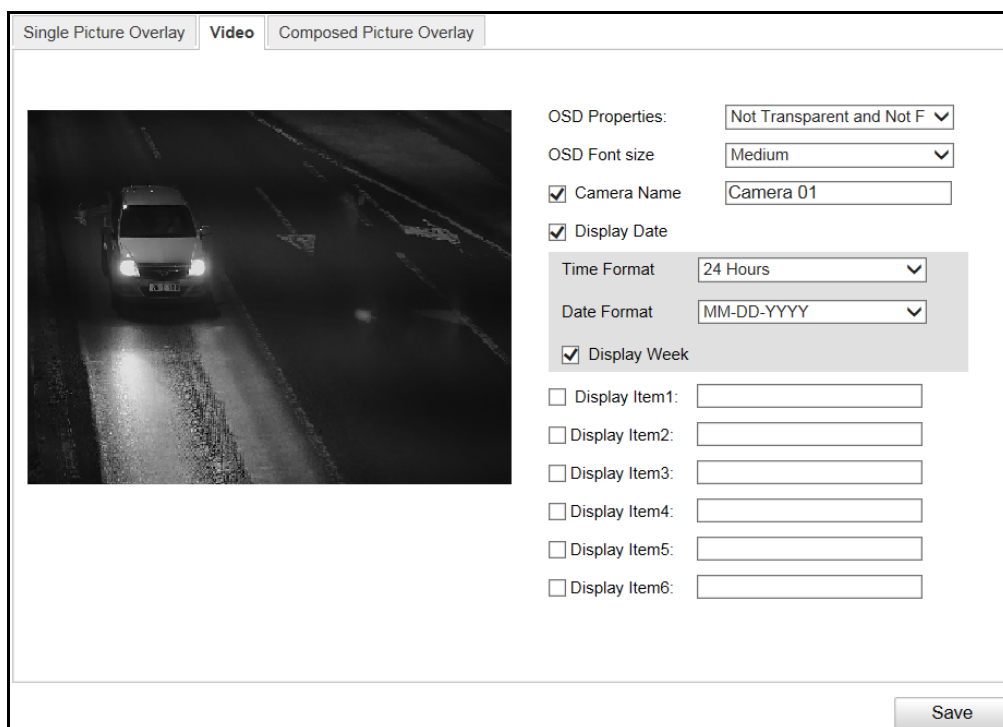 Single Picture Overlay Video Composed Picture Overlay
OSD Properties: Not Transparent and Not F
OSD Font size Medium
Camera Name Camera 01
Display Date
Time Format 24 Hours
Date Format MM-DD-YYYY
Display Week
Display Item1:
Display Item2:
Display Item3:
Display Item4:
Display Item5:
Display Item6:
Save